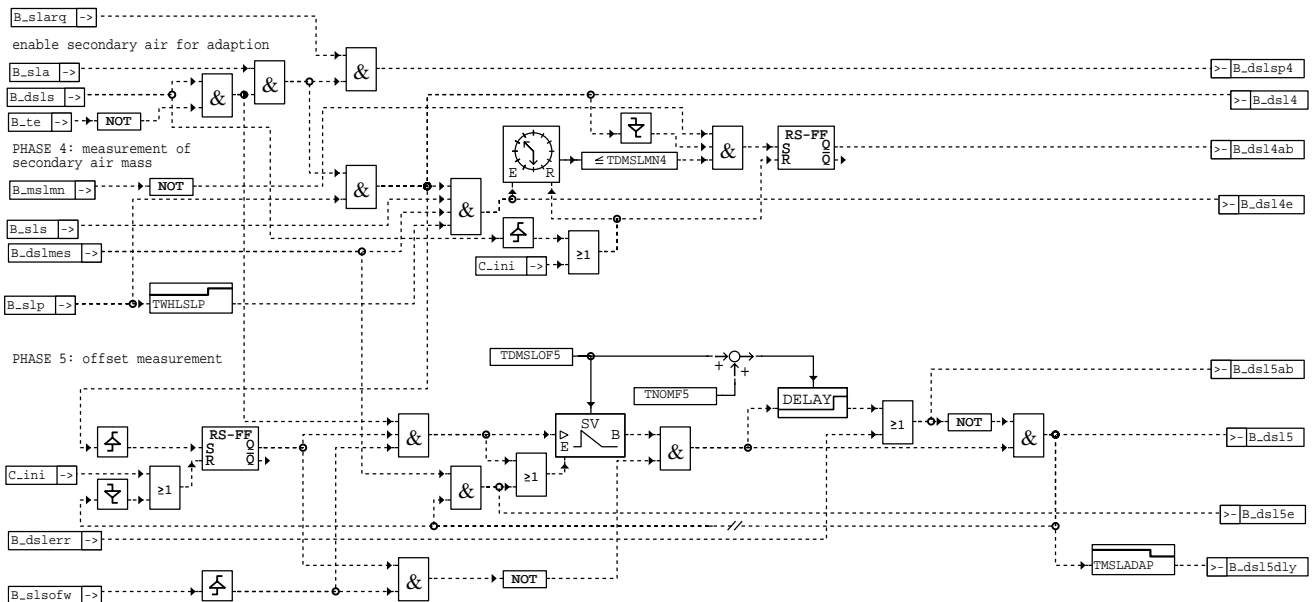 B_slarq ->
enable secondary air for adaption
B_sla ->
&
&
&
>- B_dslsp4
B_dsls ->
>- B_dsl4
B_te ->
NOT
RS-FF
S Q
R Q
PHASE 4: measurement of
secondary air mass
E R
≤ TDMSLMN4
&
>- B_dsl4ab
B_mslmn ->
NOT
&
&
>- B_dsl4e
B_sls ->
B_dslmes ->
≥1
C_ini ->
B_slp ->
TWHLSLP
PHASE 5: offset measurement
TDMSLOF5
+
+
TNOMF5
>- B_dsl5ab
DELAY
RS-FF
S Q
R Q
&
SV
E B
&
≥1
NOT
&
>- B_dsl5
C_ini ->
≥1
&
≥1
>- B_dsl5e
B_dslerr ->
TMSLADAP
>- B_dsl5dly
B_slsofw ->
&
NOT